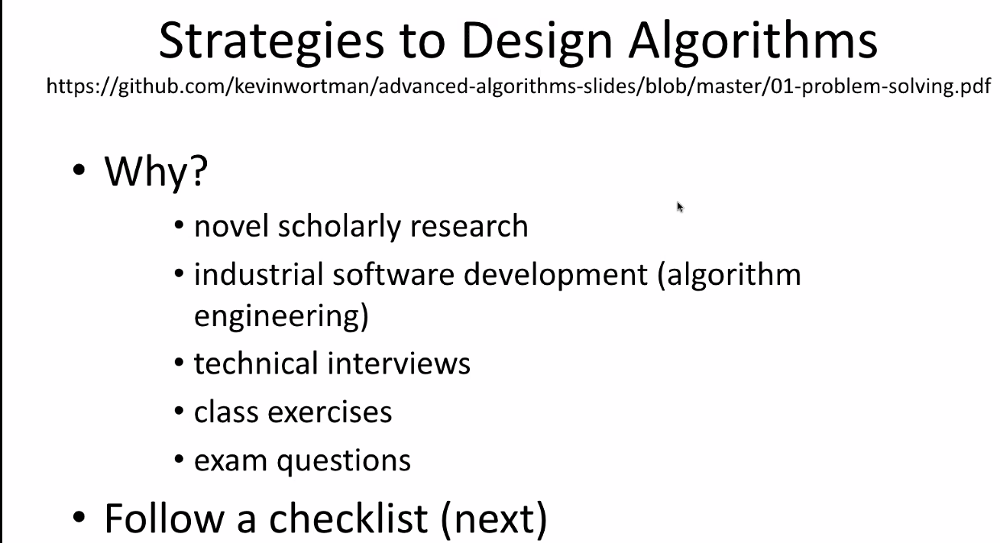 Strategies to Design Algorithms
https://github.com/kevinwortman/advanced-algorithms-slides/blob/master/01-problem-solving.pdf
• Why?
• novel scholarly research
• industrial software development (algorithm
engineering)
• technical interviews
• class exercises
• exam questions
• Follow a checklist (next)